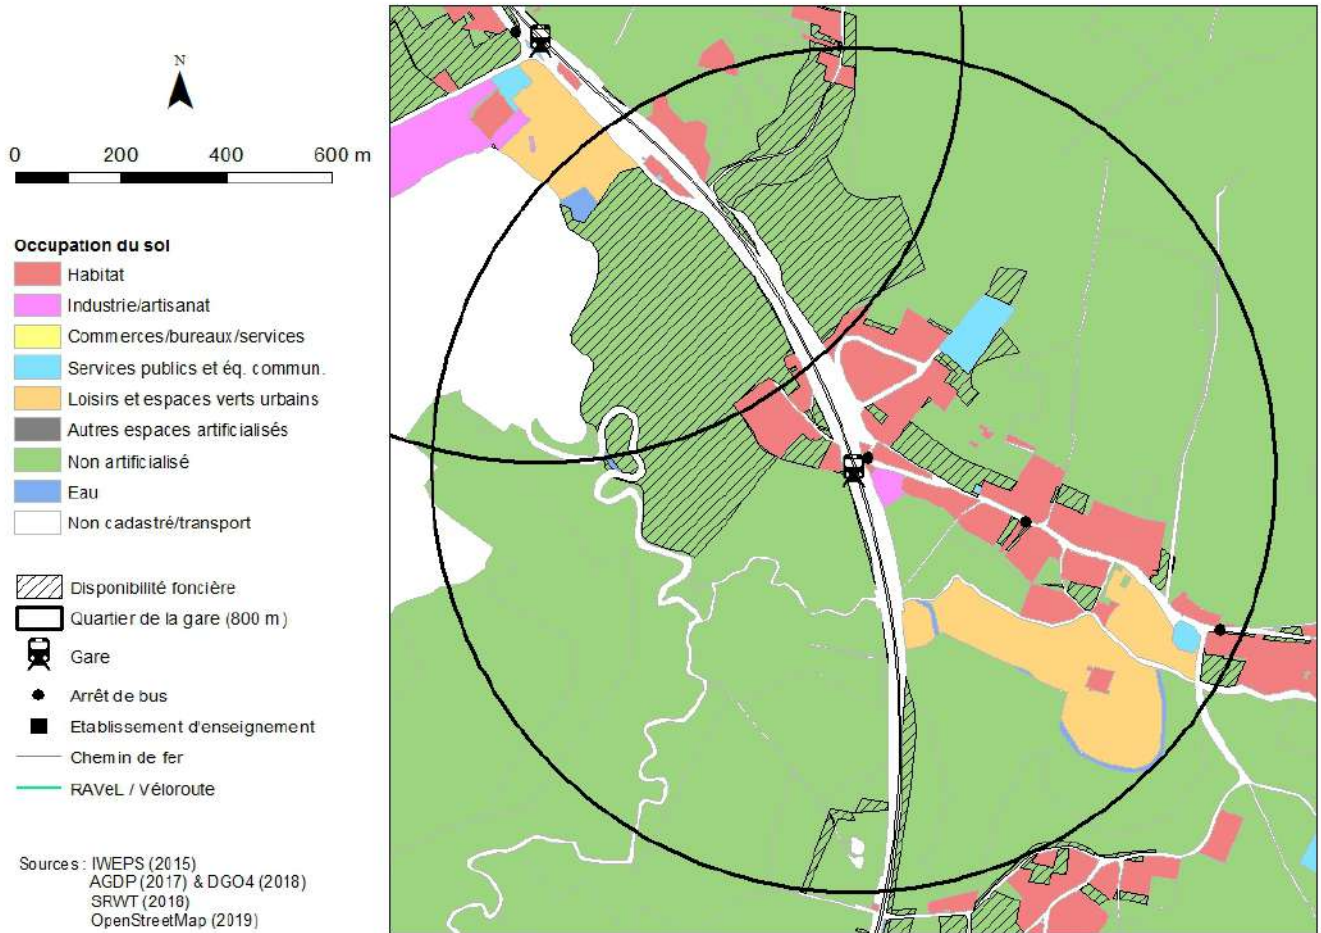 N
0 200 400 600 m
Occupation du sol
Habitat
Industrie/artisanat
Commerces/bureaux/services
Services publics et éq. commun.
Loisirs et espaces verts urbains
Autres espaces artificialisés
Non artificialisé
Eau
Non cadastré/transport
Disponibilité foncière
Quartier de la gare (800 m)
Gare
Arrêt de bus
Etablissement d'enseignement
Chemin de fer
RAVeL / Véloroute
Sources : IWEPS (2015)
AGDP (2017) & DGO4 (2018)
SRWT (2018)
OpenStreetMap (2019)